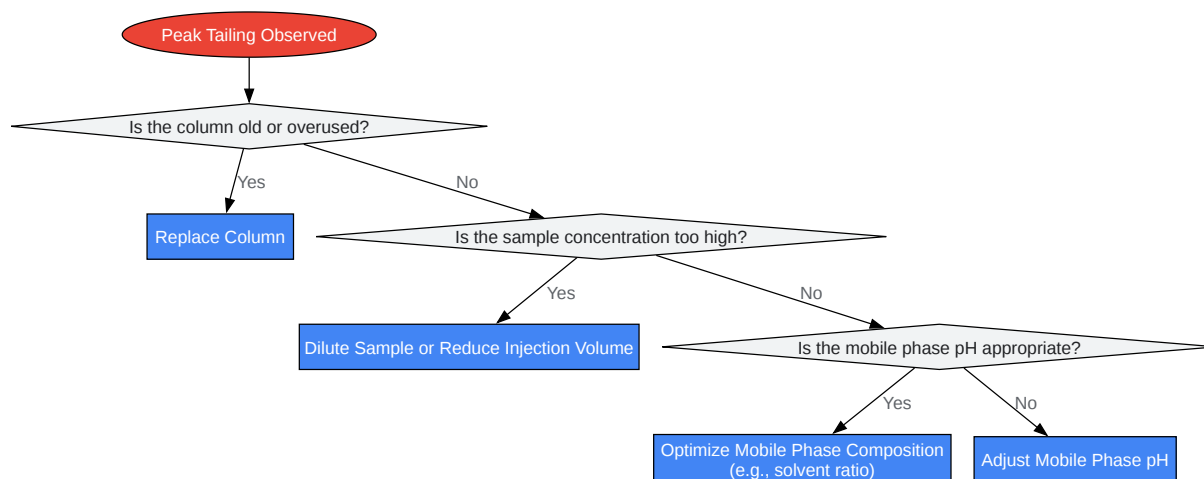 Peak Tailing Observed
Is the column old or overused?
Yes
No
Replace Column
Is the sample concentration too high?
Yes
No
Dilute Sample or Reduce Injection Volume
Is the mobile phase pH appropriate?
Yes
No
Optimize Mobile Phase Composition
(e.g., solvent ratio)
Adjust Mobile Phase pH